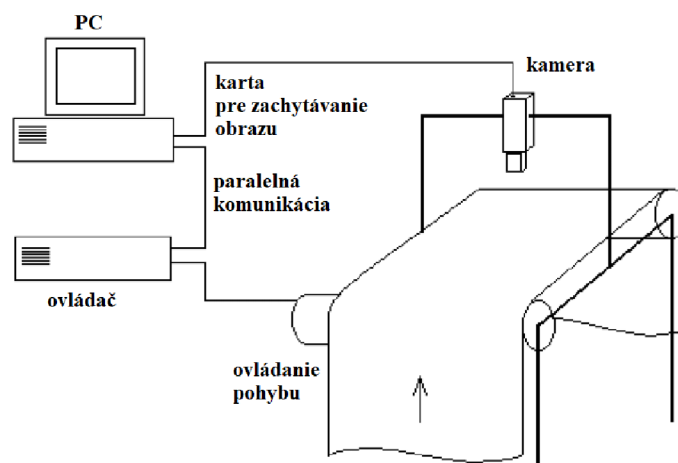 PC
kamera
karta
pre zachytávanie
obrazu
paralelná
komunikácia
ovládač
ovládanie
pohybu